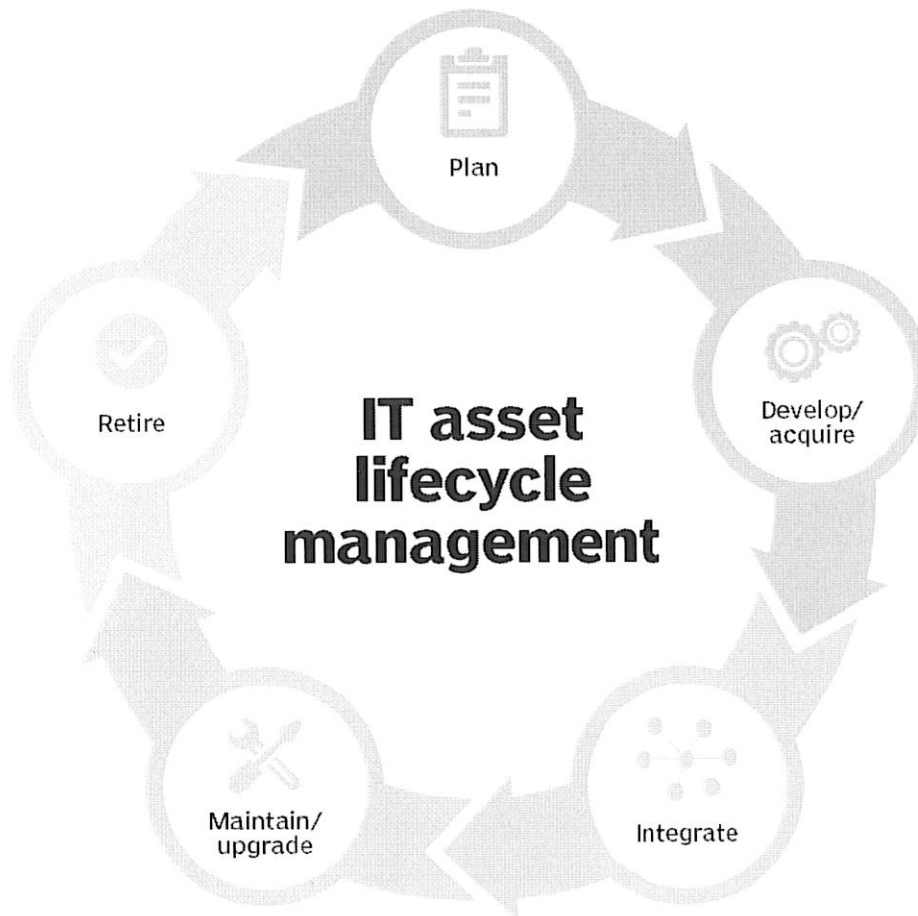 Plan
Develop/
acquire
Integrate
Maintain/
upgrade
Retire
IT asset
lifecycle
management